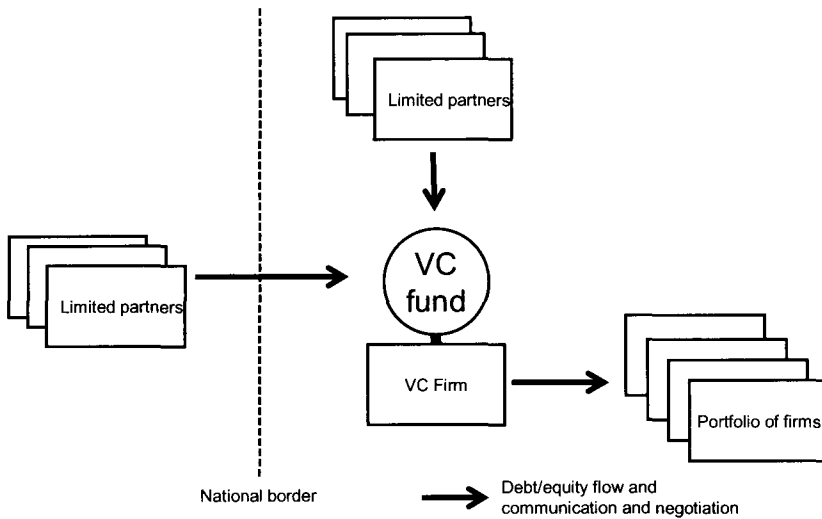 Limited partners
VC
fund
Limited partners
VC Firm
Portfolio of firms
National border
Debt/equity flow and
communication and negotiation